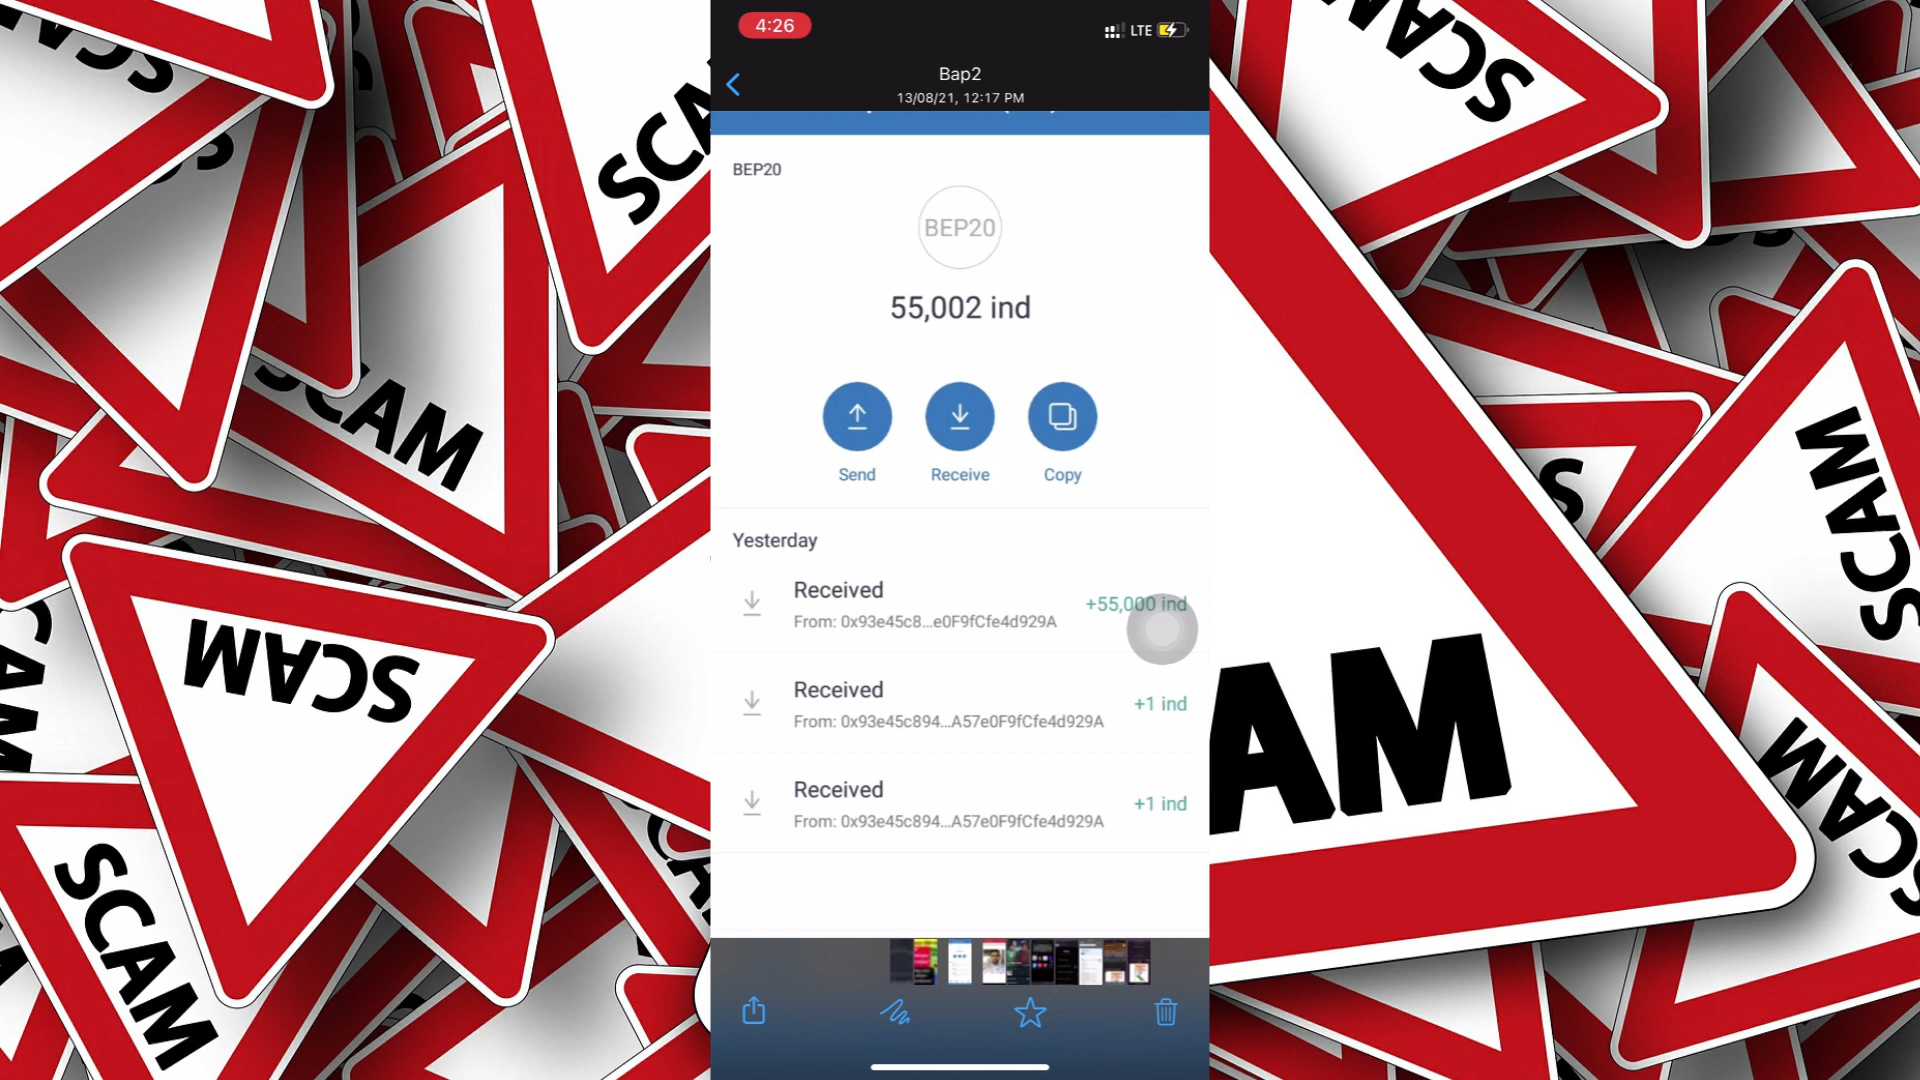 4:26
LTE
Bap2
13/08/21, 12:17 PM
BEP20
BEP20
55,002 ind
Send
Receive
Copy
Yesterday
Received
+55,000 ind
From: 0x93e45c8...e0F9fCfe4d929A
Received
+1 ind
From: 0x93e45c894...A57e0F9fCfe4d929A
Received
+1 ind
From: 0x93e45c894...A57e0F9fCfe4d929A
SCAM
SCAM
SCAM
SCAM
SCAM
SCAM
SCAM
AM